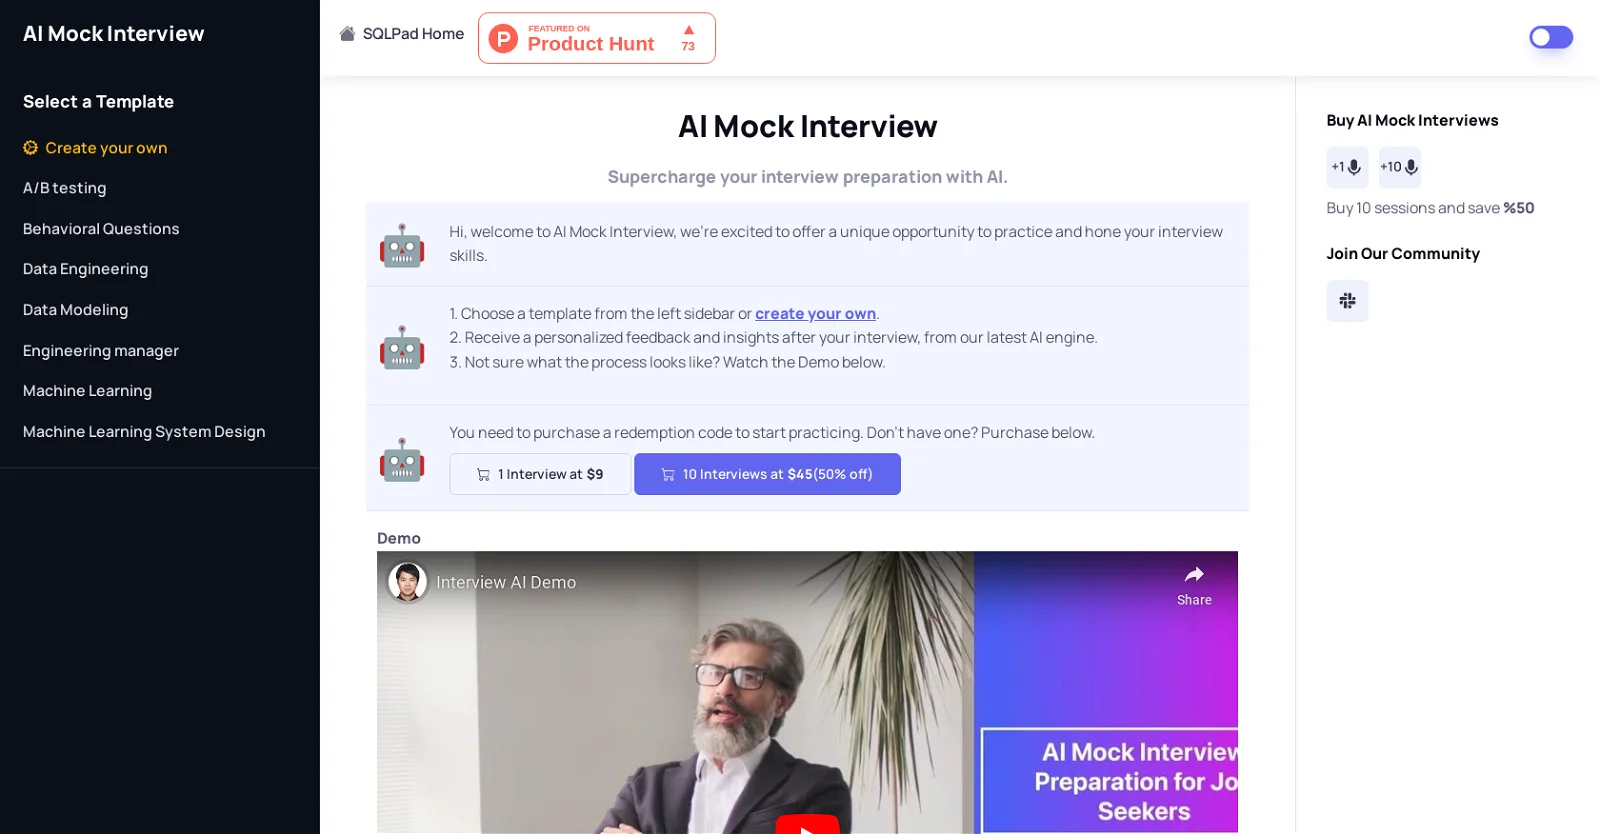 AI Mock Interview
Select a Template
Create your own
A/B testing
Behavioral Questions
Data Engineering
Data Modeling
Engineering manager
Machine Learning
Machine Learning System Design
SQLPad Home
FEATURED ON
Product Hunt
73
AI Mock Interview
Supercharge your interview preparation with AI.
Hi, welcome to AI Mock Interview, we're excited to offer a unique opportunity to practice and hone your interview
skills.
1. Choose a template from the left sidebar or create your own.
2. Receive a personalized feedback and insights after your interview, from our latest AI engine.
3. Not sure what the process looks like? Watch the Demo below.
You need to purchase a redemption code to start practicing. Don't have one? Purchase below.
1 Interview at $9
10 Interviews at $45(50% off)
Demo
Interview AI Demo
Share
AI Mock Interview
Preparation for Jo
Seekers
Buy AI Mock Interviews
+1
+10
Buy 10 sessions and save %50
Join Our Community